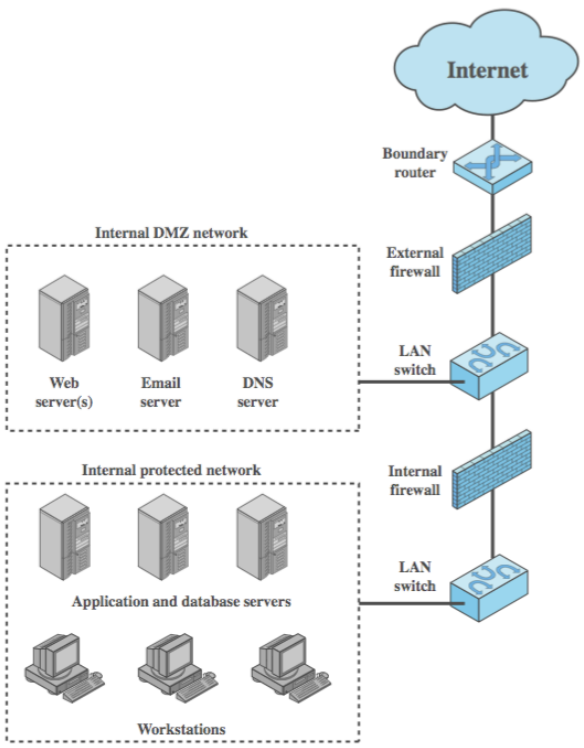 Internet
Boundary
router
Internal DMZ network
External
firewall
Web
server(s)
Email
server
DNS
server
LAN
switch
Internal protected network
Internal
firewall
Application and database servers
LAN
switch
Workstations